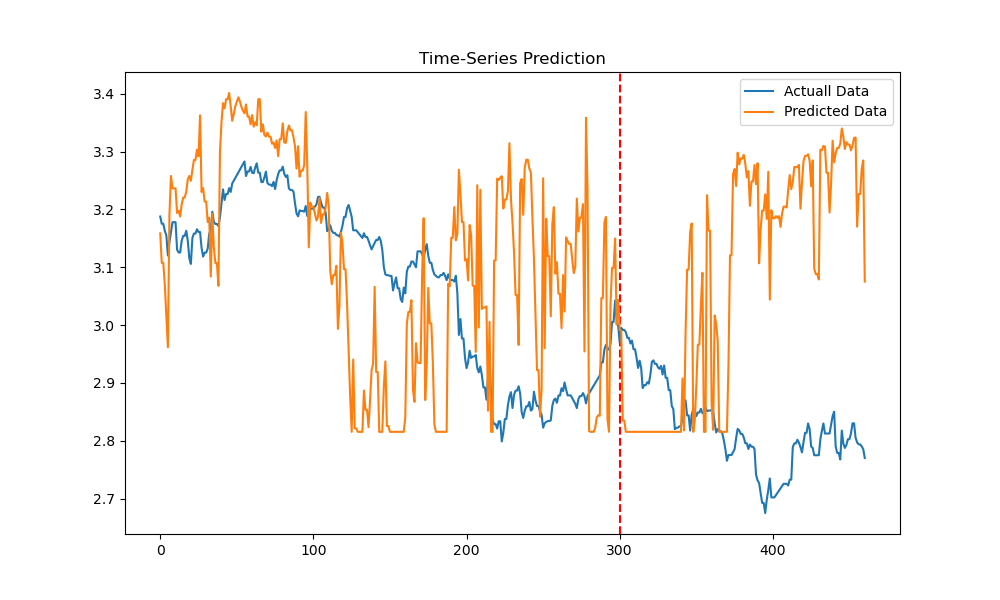 Time-Series Prediction
Actuall Data
Predicted Data
3.4
3.3
3.2
3.1
3.0
2.9
2.8
2.7
0 100 200 300 400